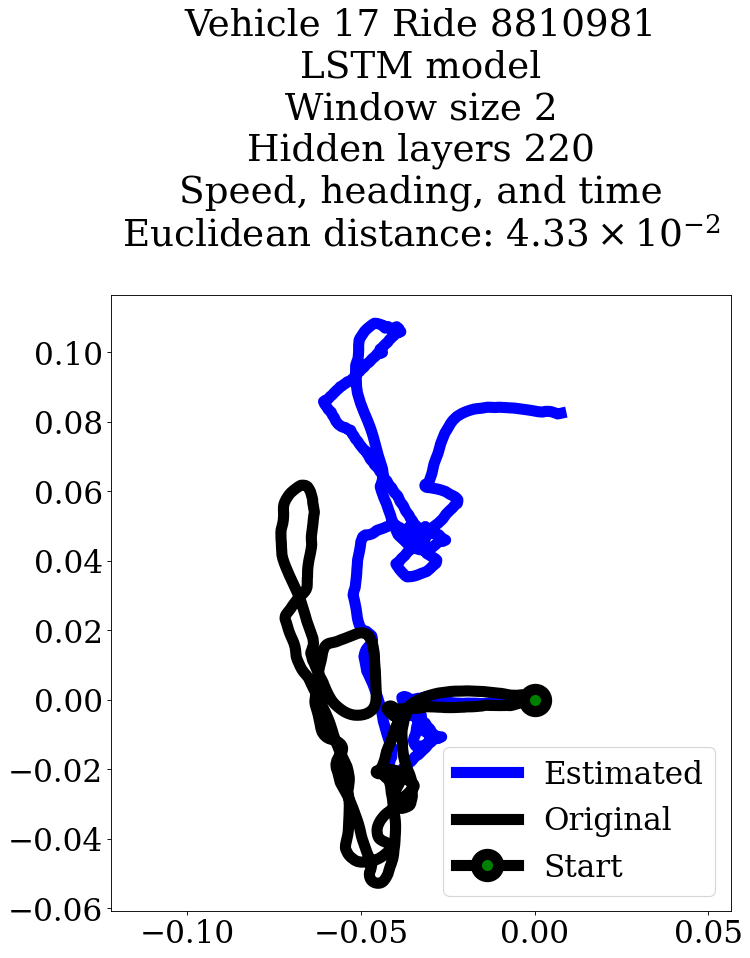 Vehicle 17 Ride 8810981
LSTM model
Window size 2
Hidden layers 220
Speed, heading, and time
Euclidean distance: 4.33 × 10⁻²
0.10
0.08
0.06
0.04
0.02
0.00
−0.02
−0.04
−0.06
Estimated
Original
Start
−0.10
−0.05
0.00
0.05